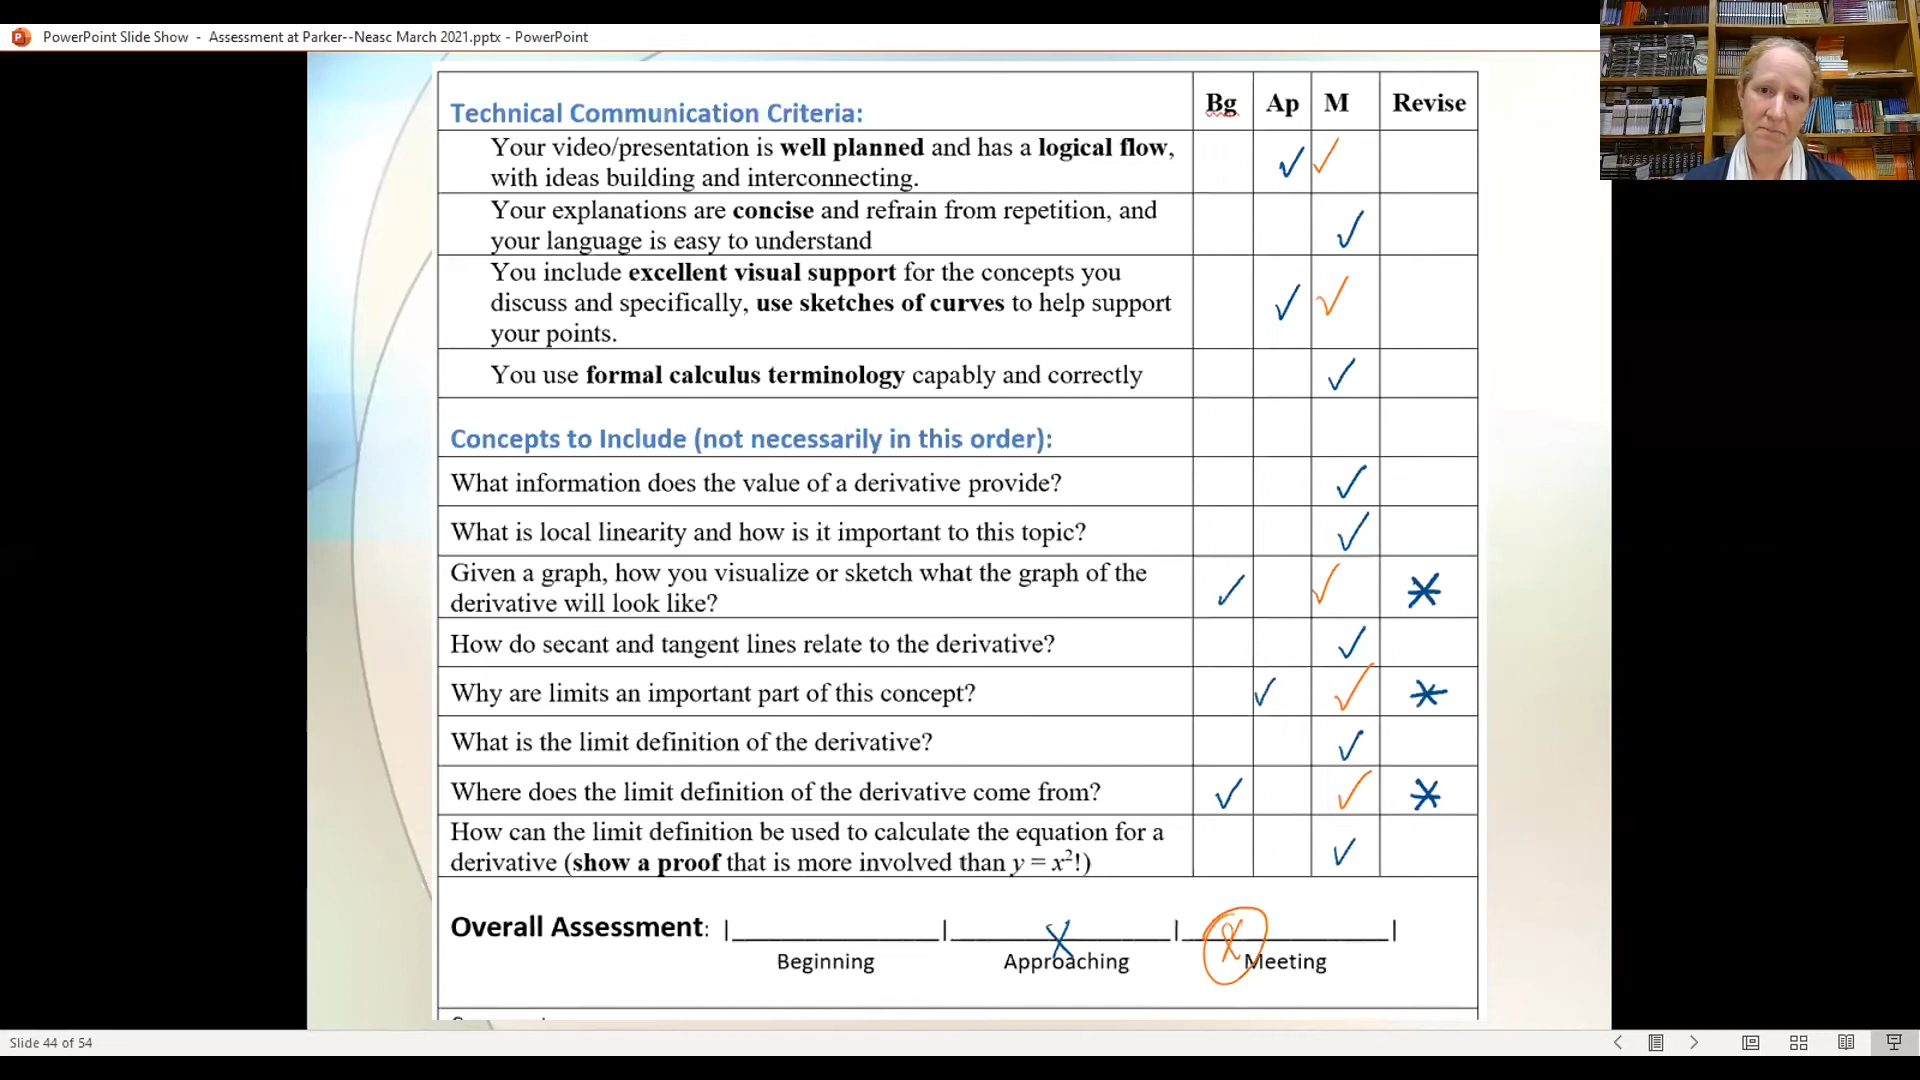 PowerPoint Slide Show - Assessment at Parker--Neasc March 2021.pptx - PowerPoint
Technical Communication Criteria: Bg Ap M Revise
Your video/presentation is well planned and has a logical flow,
with ideas building and interconnecting.
Your explanations are concise and refrain from repetition, and
your language is easy to understand
You include excellent visual support for the concepts you
discuss and specifically, use sketches of curves to help support
your points.
You use formal calculus terminology capably and correctly
Concepts to Include (not necessarily in this order):
What information does the value of a derivative provide?
What is local linearity and how is it important to this topic?
Given a graph, how you visualize or sketch what the graph of the
derivative will look like?
How do secant and tangent lines relate to the derivative?
Why are limits an important part of this concept?
What is the limit definition of the derivative?
Where does the limit definition of the derivative come from?
How can the limit definition be used to calculate the equation for a
derivative (show a proof that is more involved than y = x²!)
Overall Assessment: |_______________|_______________|_______________|
Beginning Approaching Meeting
Slide 44 of 54